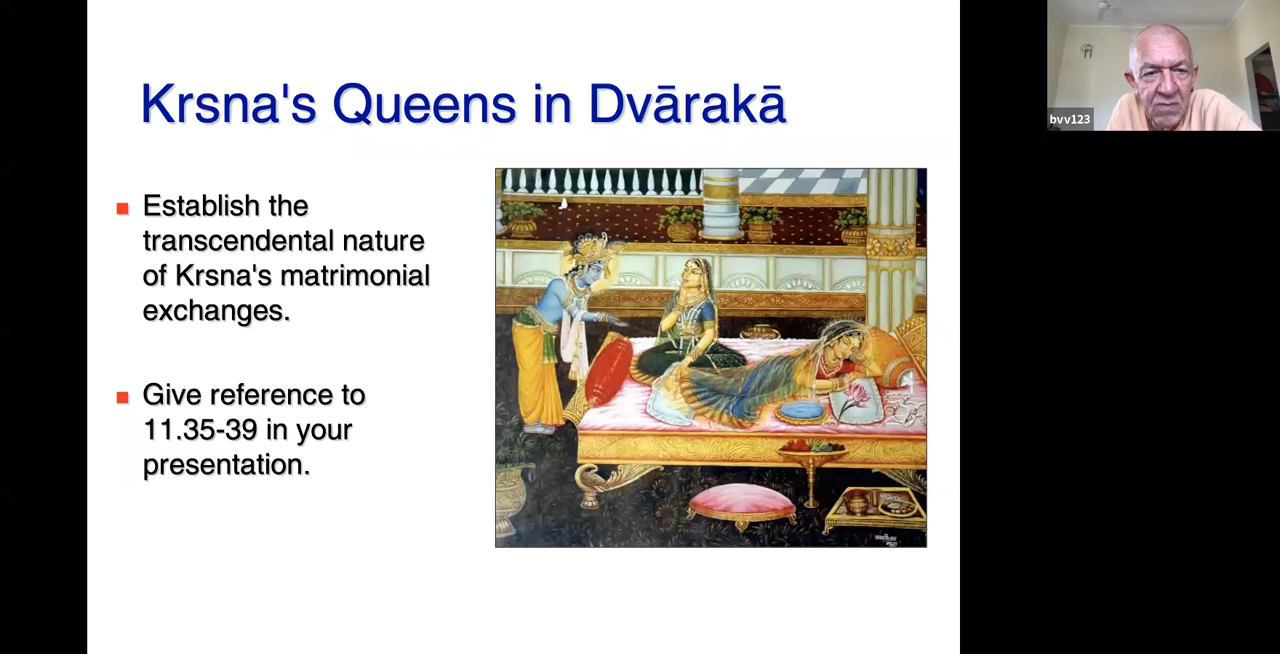 Krsna's Queens in Dvārakā
Establish the
transcendental nature
of Krsna's matrimonial
exchanges.
Give reference to
11.35-39 in your
presentation.
bvv123